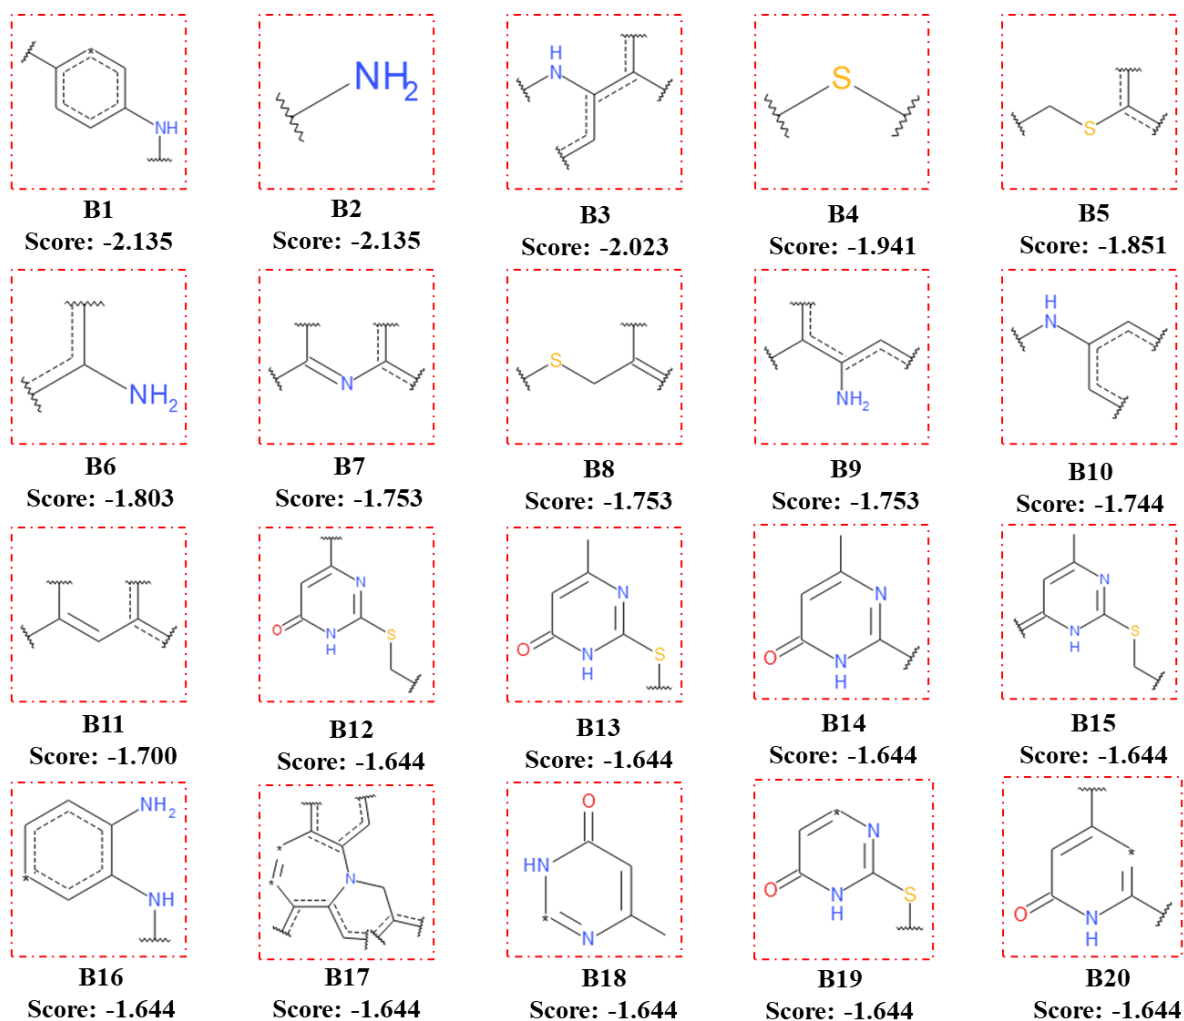 NH
B1
Score: -2.135
NH2
B2
Score: -2.135
H
N
B3
Score: -2.023
S
B4
Score: -1.941
S
B5
Score: -1.851
NH2
B6
Score: -1.803
N
B7
Score: -1.753
S
B8
Score: -1.753
NH2
B9
Score: -1.753
H
N
B10
Score: -1.744
B11
Score: -1.700
N
O
N
H
S
B12
Score: -1.644
N
O
N
H
S
B13
Score: -1.644
N
O
N
H
B14
Score: -1.644
N
N
H
S
B15
Score: -1.644
NH2
*
NH
B16
Score: -1.644
*
*
N
B17
Score: -1.644
O
HN
*
N
B18
Score: -1.644
*
N
O
N
H
S
B19
Score: -1.644
*
O
N
H
B20
Score: -1.644